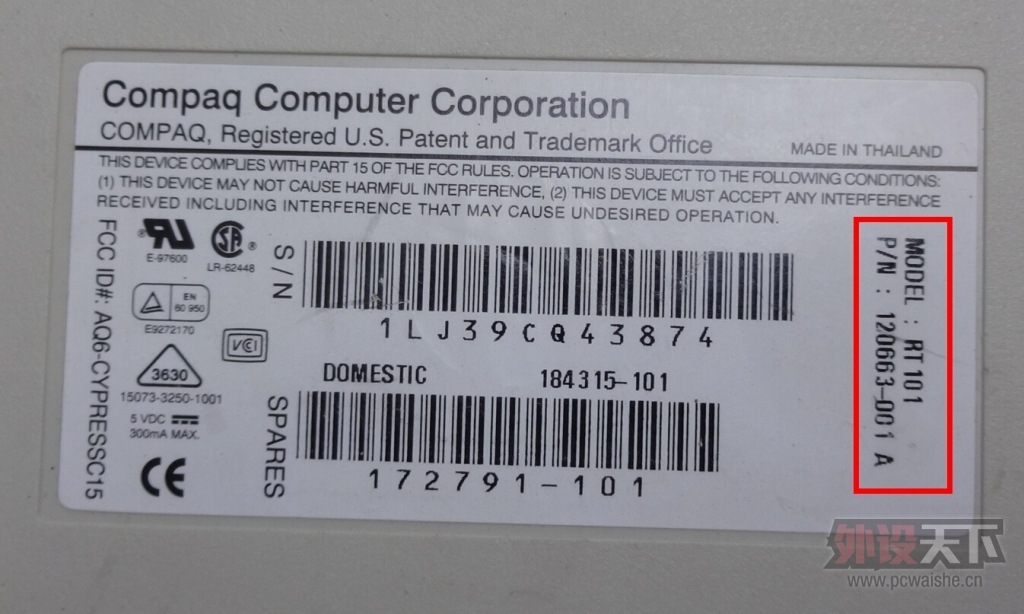 Compaq Computer Corporation
COMPAQ, Registered U.S. Patent and Trademark Office
MADE IN THAILAND
THIS DEVICE COMPLIES WITH PART 15 OF THE FCC RULES. OPERATION IS SUBJECT TO THE FOLLOWING CONDITIONS:
(1) THIS DEVICE MAY NOT CAUSE HARMFUL INTERFERENCE, (2) THIS DEVICE MUST ACCEPT ANY INTERFERENCE
RECEIVED INCLUDING INTERFERENCE THAT MAY CAUSE UNDESIRED OPERATION.
FCC ID#: AQ6-CYPRESSC15
E-97600
SA
LR-62448
EN
60 950
E9272170
VCI
3630
15073-3250-1001
5 VDC
300mA MAX.
CE
S/N
1LJ39CQ43874
DOMESTIC 184315-101
SPARES
172791-101
MODEL : RT101
P/N : 120663-001 A
外设天下
www.pcwaishe.cn